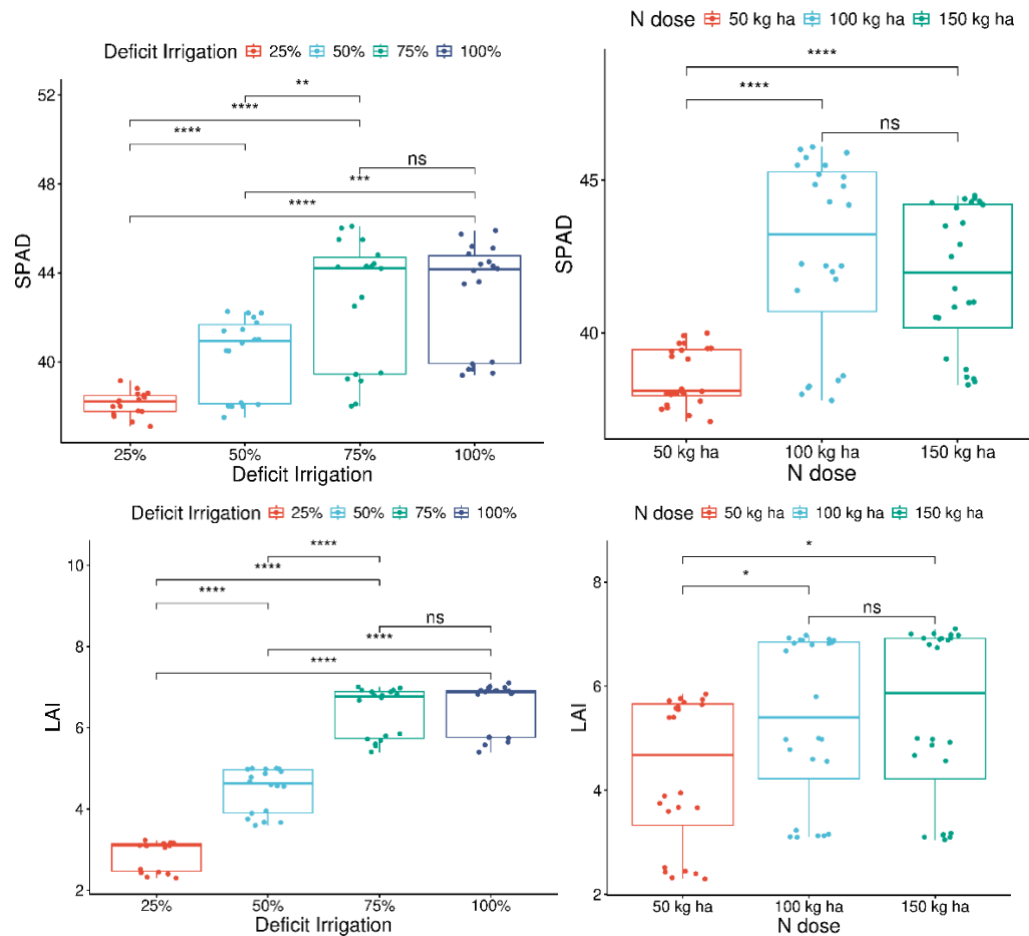 Deficit Irrigation 25% 50% 75% 100%
**
****
****
ns
***
****
52
48
44
40
SPAD
25% 50% 75% 100%
Deficit Irrigation
N dose 50 kg ha 100 kg ha 150 kg ha
****
****
ns
45
40
SPAD
50 kg ha 100 kg ha 150 kg ha
N dose
Deficit Irrigation 25% 50% 75% 100%
****
****
****
ns
****
****
10
8
6
4
2
LAI
25% 50% 75% 100%
Deficit Irrigation
N dose 50 kg ha 100 kg ha 150 kg ha
*
*
ns
8
6
4
2
LAI
50 kg ha 100 kg ha 150 kg ha
N dose